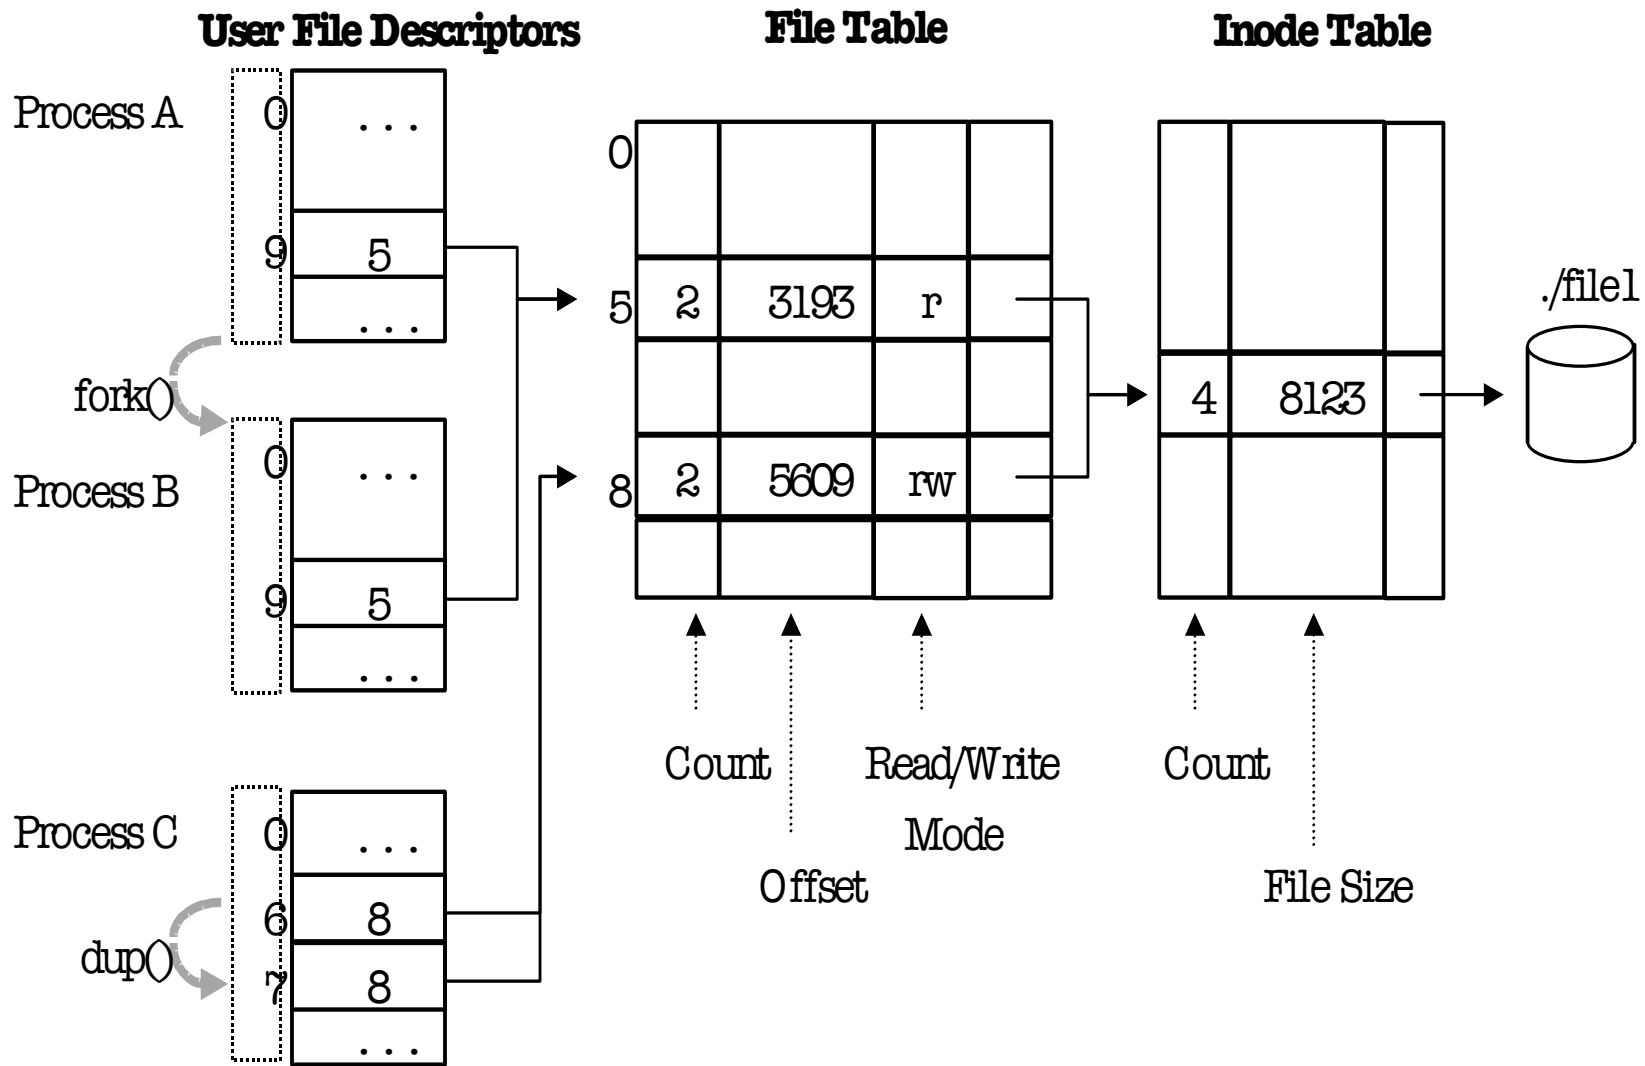 User File Descriptors
File Table
Inode Table
Process A
0
...
9
5
...
fork()
Process B
0
...
9
5
...
Process C
0
...
6
8
dup()
7
8
...
0
5
2
3193
r
8
2
5609
rw
Count
Offset
Read/Write
Mode
4
8123
Count
File Size
./file1